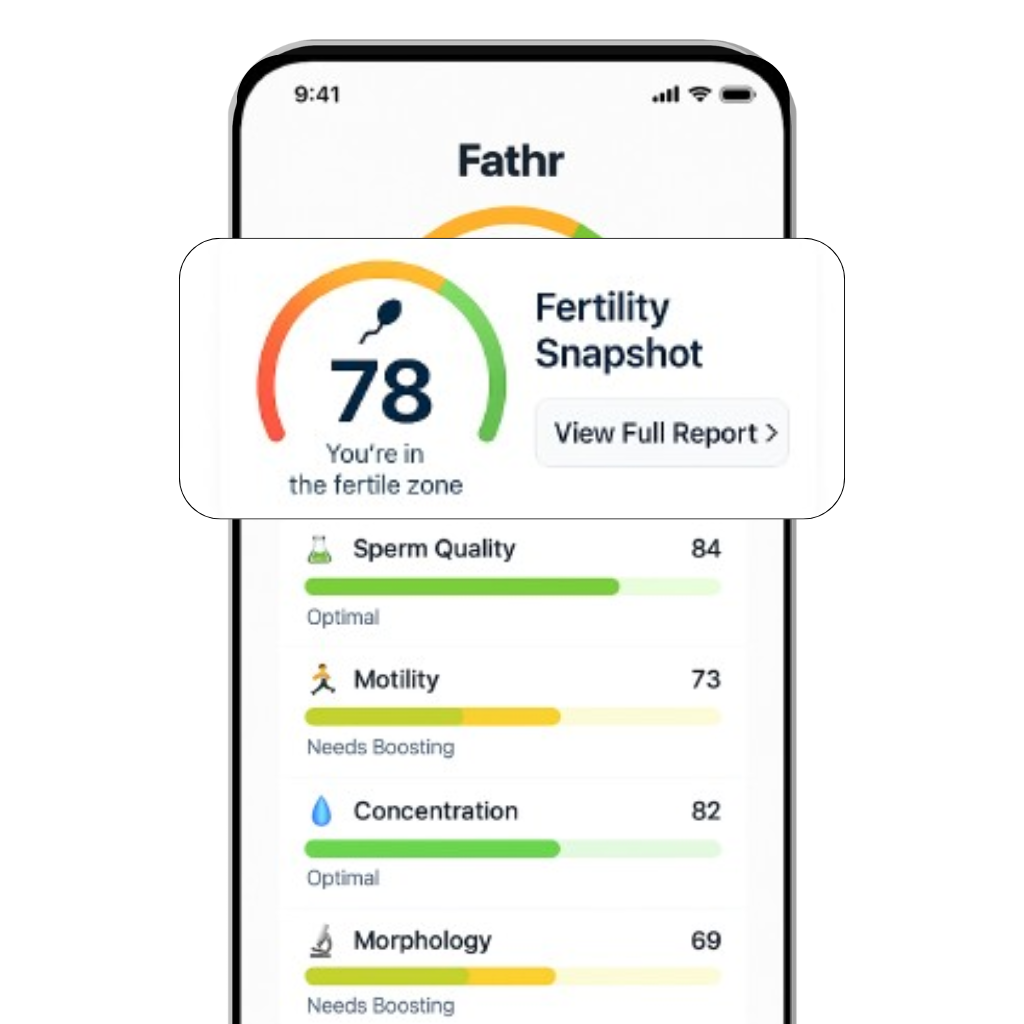 9:41
Fathr
78
You're in
the fertile zone
Fertility
Snapshot
View Full Report >
Sperm Quality 84
Optimal
Motility 73
Needs Boosting
Concentration 82
Optimal
Morphology 69
Needs Boosting